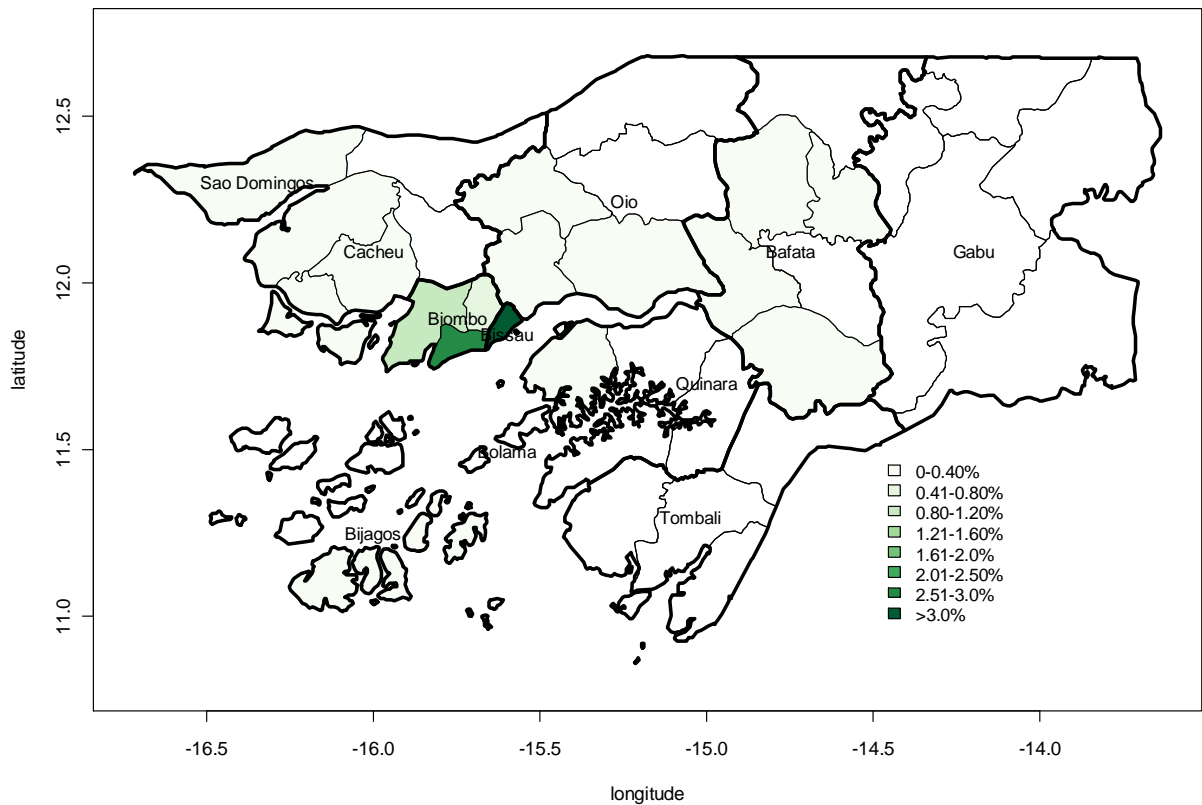 Sao Domingos
Oio
Cacheu
Bafata
Gabu
Biombo
Bissau
Quinara
Bolama
Tombali
Bijagos
0-0.40%
0.41-0.80%
0.80-1.20%
1.21-1.60%
1.61-2.0%
2.01-2.50%
2.51-3.0%
>3.0%
latitude
12.5
12.0
11.5
11.0
-16.5 -16.0 -15.5 -15.0 -14.5 -14.0
longitude